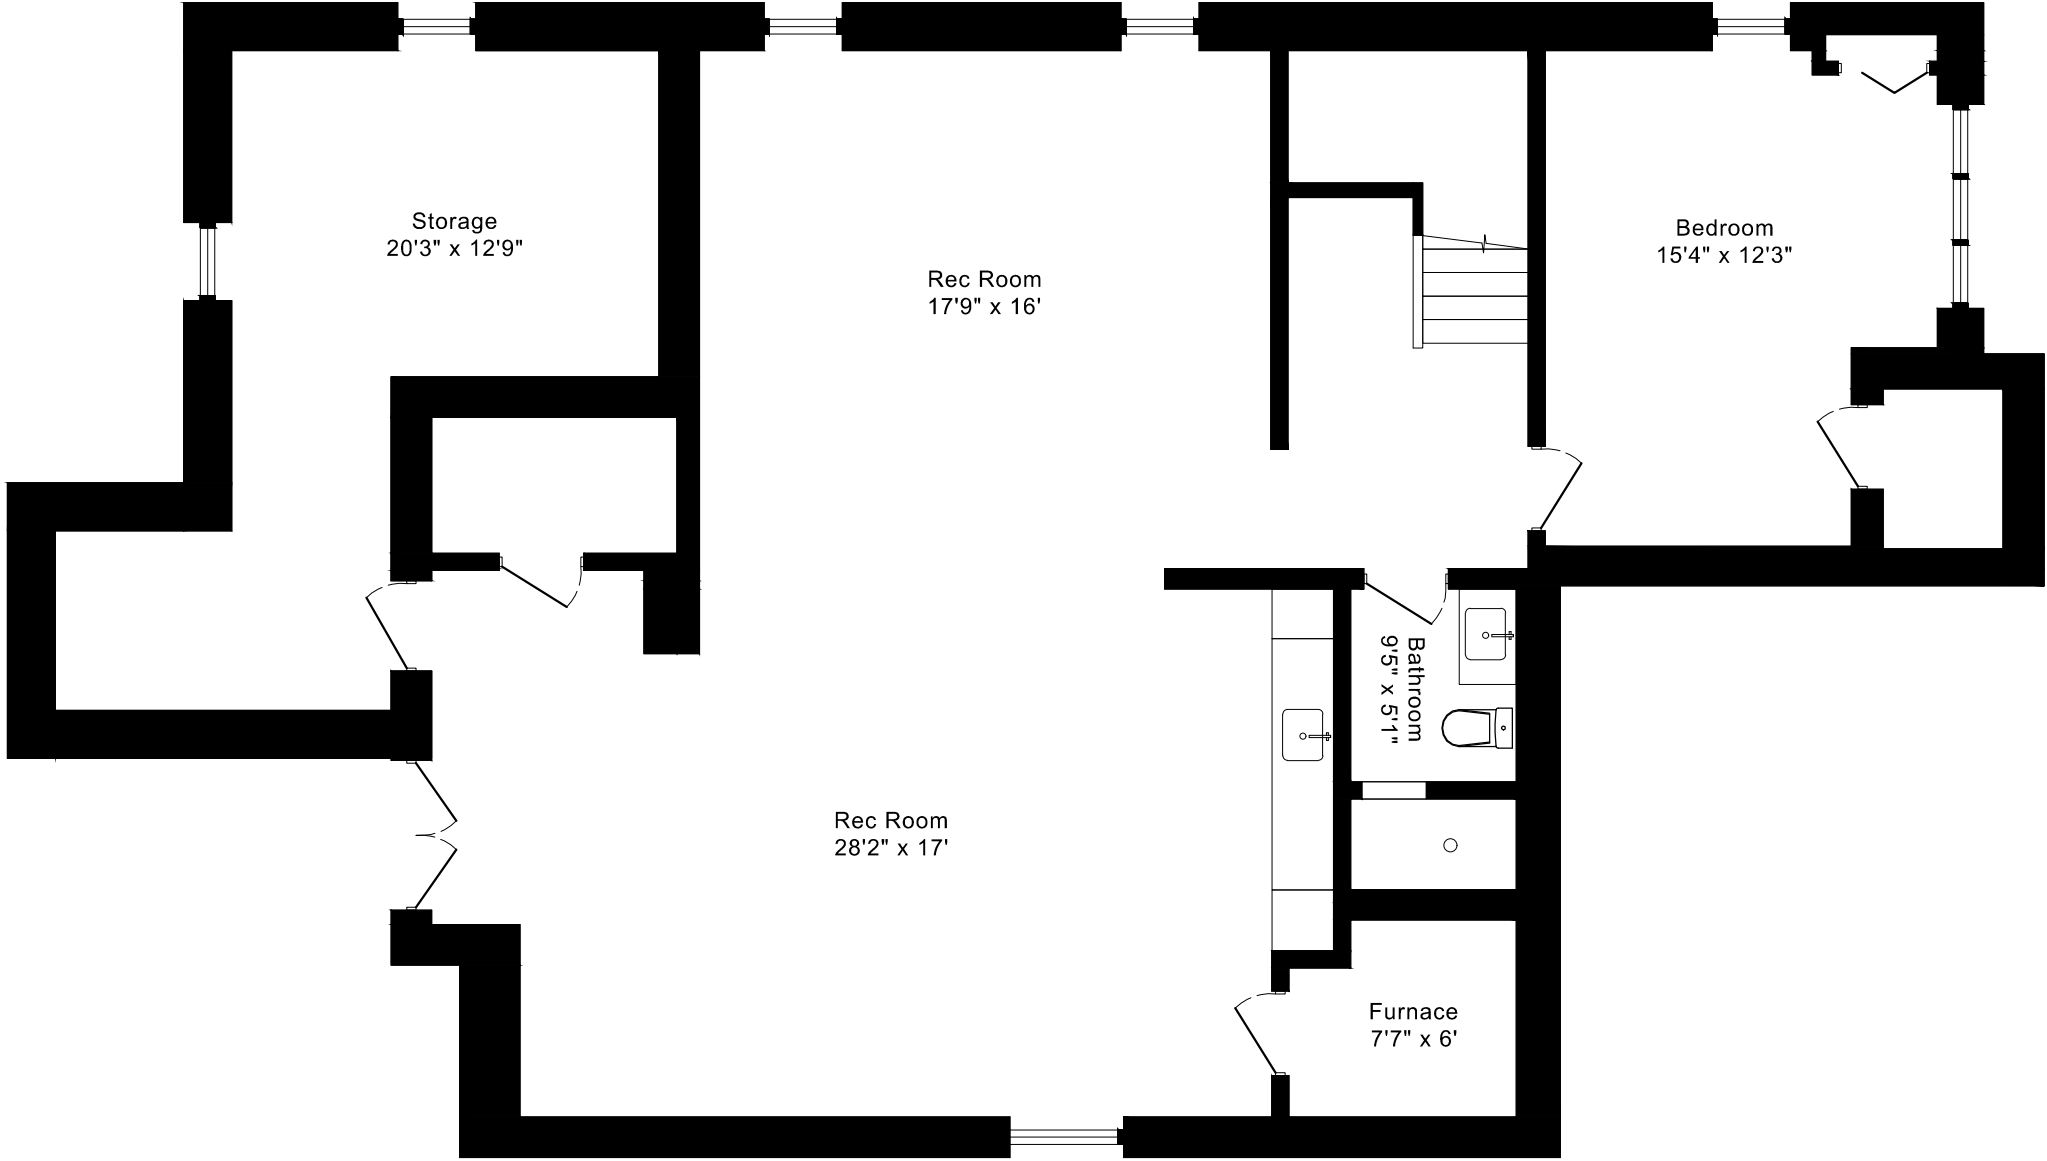 Storage
20'3" x 12'9"
Rec Room
17'9" x 16'
Bedroom
15'4" x 12'3"
Bathroom
9'5" x 5'1"
Rec Room
28'2" x 17'
Furnace
7'7" x 6'